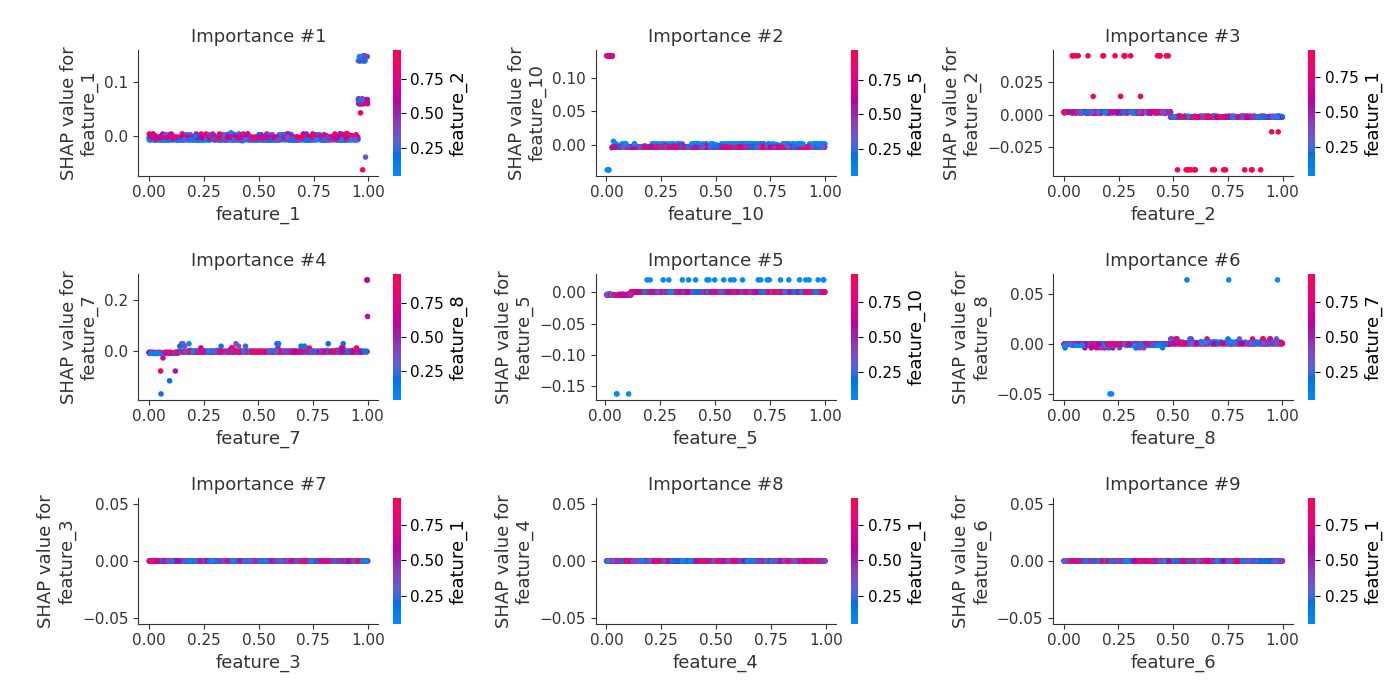 Importance #1
SHAP value for
feature_1
0.1
0.0
0.00 0.25 0.50 0.75 1.00
feature_1
0.75
0.50
0.25
feature_2
Importance #2
SHAP value for
feature_10
0.10
0.05
0.00
0.00 0.25 0.50 0.75 1.00
feature_10
0.75
0.50
0.25
feature_5
Importance #3
SHAP value for
feature_2
0.025
0.000
−0.025
0.00 0.25 0.50 0.75 1.00
feature_2
0.75
0.50
0.25
feature_1
Importance #4
SHAP value for
feature_7
0.2
0.0
0.00 0.25 0.50 0.75 1.00
feature_7
0.75
0.50
0.25
feature_8
Importance #5
SHAP value for
feature_5
0.00
−0.05
−0.10
−0.15
0.00 0.25 0.50 0.75 1.00
feature_5
0.75
0.50
0.25
feature_10
Importance #6
SHAP value for
feature_8
0.05
0.00
−0.05
0.00 0.25 0.50 0.75 1.00
feature_8
0.75
0.50
0.25
feature_7
Importance #7
SHAP value for
feature_3
0.05
0.00
−0.05
0.00 0.25 0.50 0.75 1.00
feature_3
0.75
0.50
0.25
feature_1
Importance #8
SHAP value for
feature_4
0.05
0.00
−0.05
0.00 0.25 0.50 0.75 1.00
feature_4
0.75
0.50
0.25
feature_1
Importance #9
SHAP value for
feature_6
0.05
0.00
−0.05
0.00 0.25 0.50 0.75 1.00
feature_6
0.75
0.50
0.25
feature_1